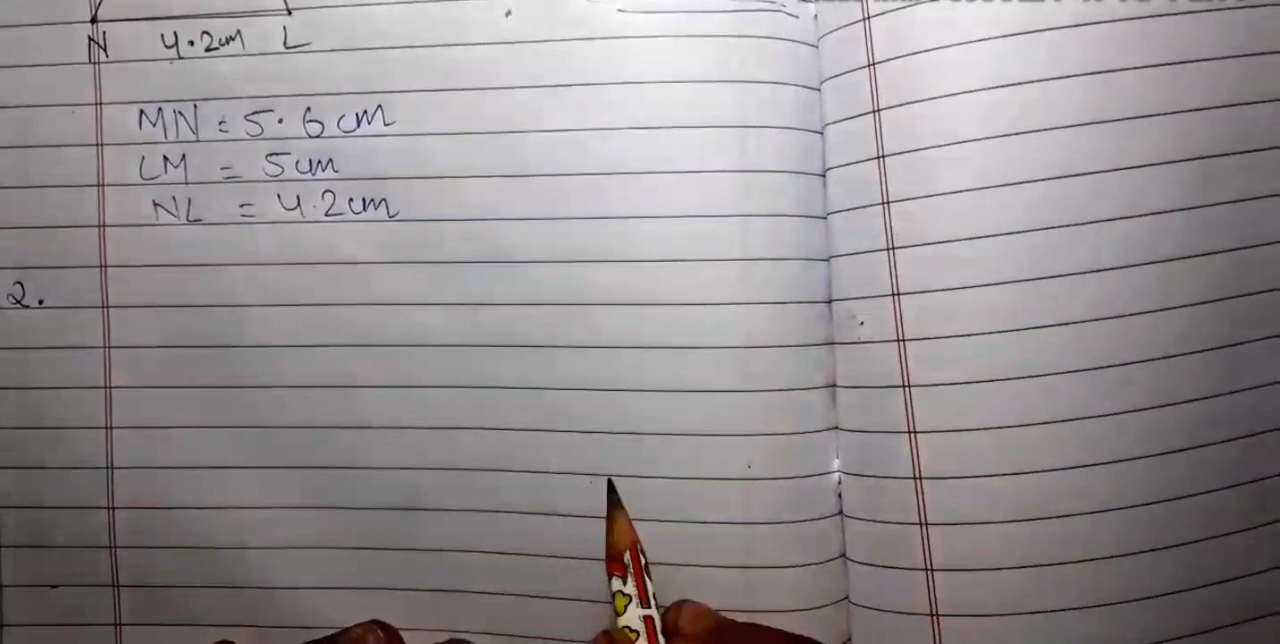 N 4.2cm L
MN = 5.6cm
LM = 5cm
NL = 4.2cm
2.